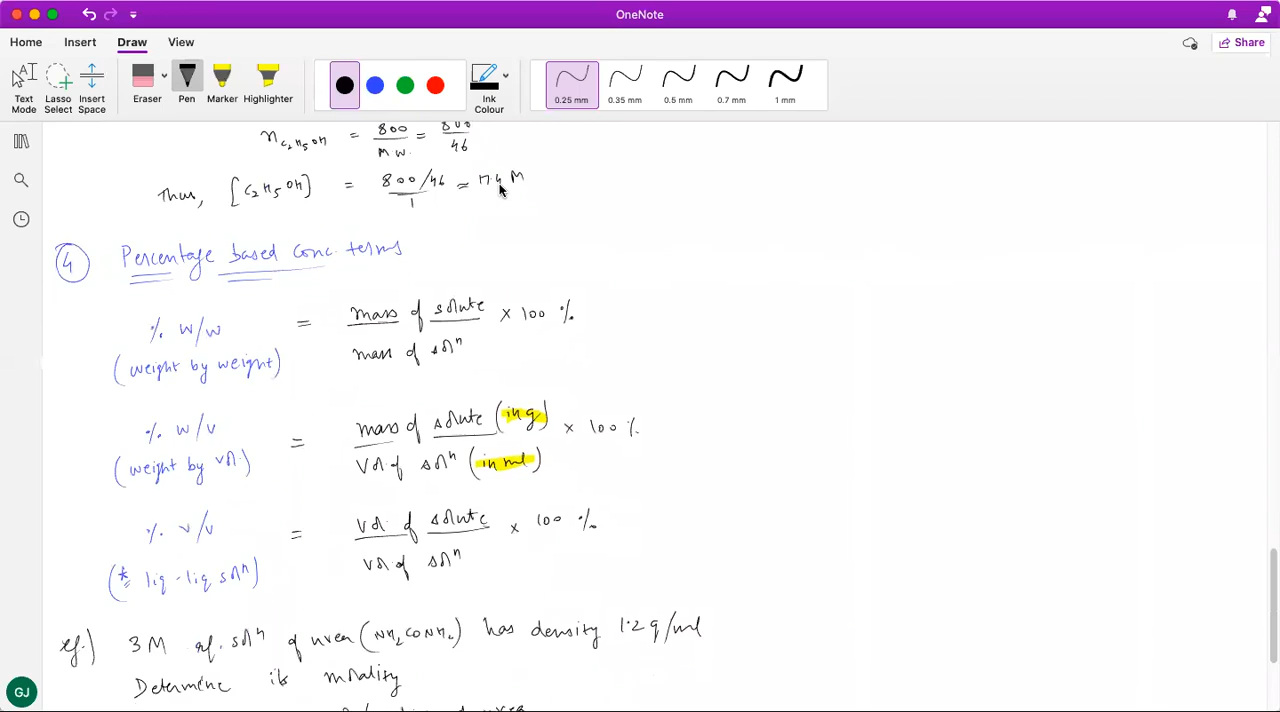 OneNote
Home Insert Draw View
Share
Text Mode
Lasso Select
Insert Space
Eraser
Pen
Marker
Highlighter
Ink Colour
0.25 mm
0.35 mm
0.5 mm
0.7 mm
1 mm
n C₂H₅OH = 800/M W. = 800/46
Thus, [C₂H₅OH] = 800/46 / 1 ≈ 17.4 M
4 Percentage based conc. terms
% w/w = mass of solute × 100 %
(weight by weight) mass of solⁿ
% w/v = mass of solute (in g) × 100 %
(weight by vol.) Vol. of solⁿ (in ml)
% v/v = vol. of solute × 100 %
(* liq-liq solⁿ) vol. of solⁿ
eg.) 3 M aq. solⁿ of urea (NH₂CONH₂) has density 1.2 g/ml
Determine its molality
GJ